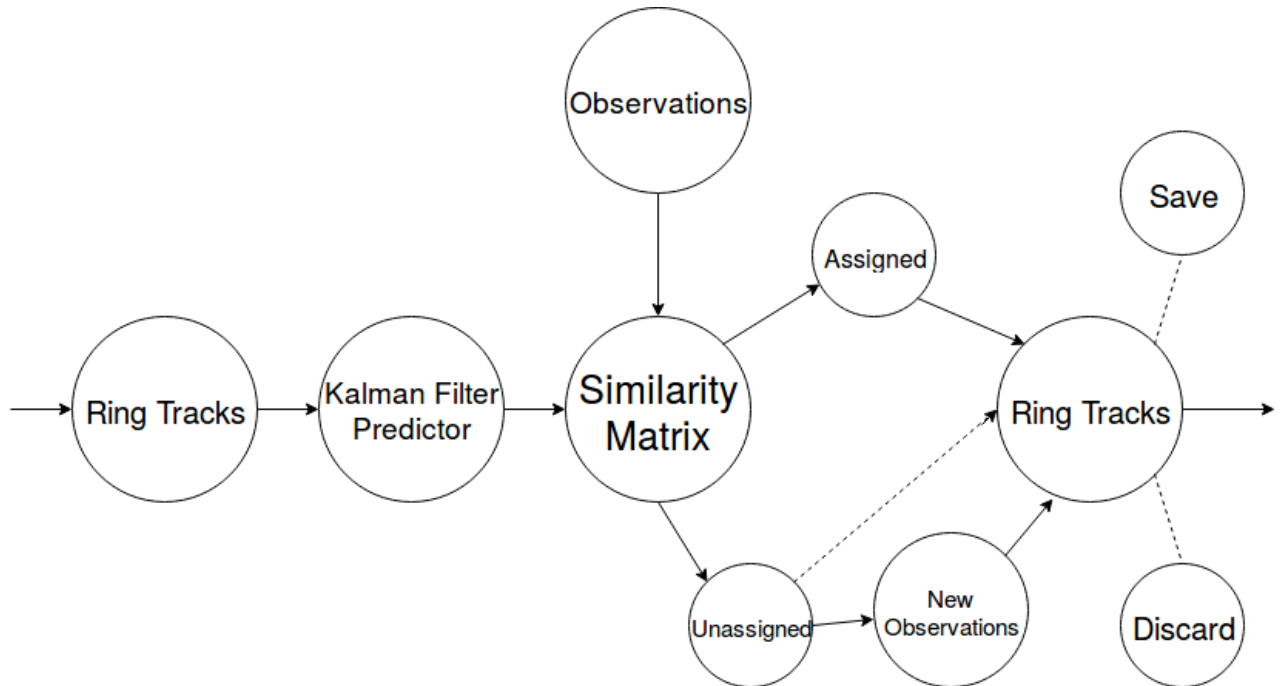 Observations
Save
Assigned
Ring Tracks
Kalman Filter
Predictor
Similarity
Matrix
Ring Tracks
Unassigned
New
Observations
Discard